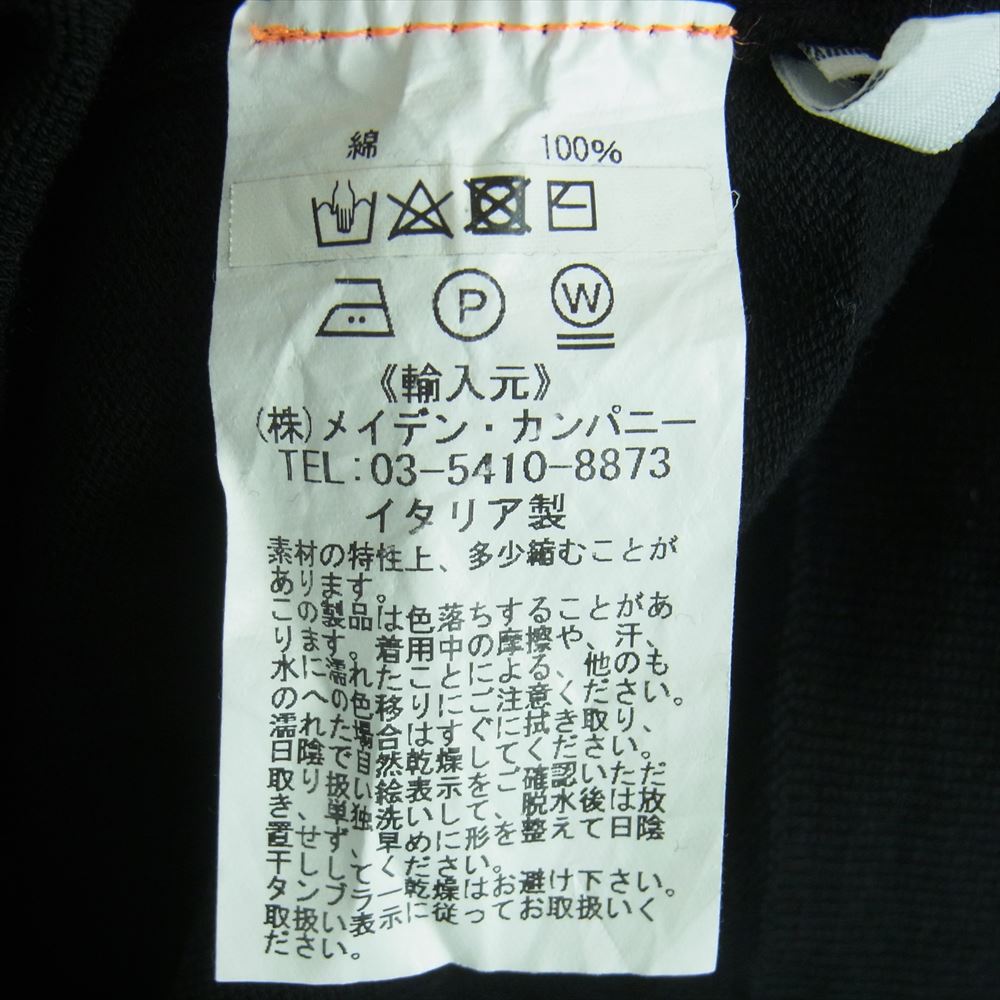 綿 100%
P W
《輸入元》
(株)メイデン・カンパニー
TEL:03-5410-8873
イタリア製
素材の特性上、多少縮むことが
あります。
この製品は色落ちすることがあ
ります。着用中の摩擦や、汗、
水に濡れたことによる、他のも
のへの色移りにご注意ください。
濡れた場合はすぐに拭き取り、
日陰で自然乾燥してください。
取り扱い絵表示をご確認いただ
き、単独洗いして、脱水後は放
置せず、早めに形を整えて日陰
干ししてください。
タンブラー乾燥はお避け下さい。
取扱い表示に従ってお取扱いく
ださい。